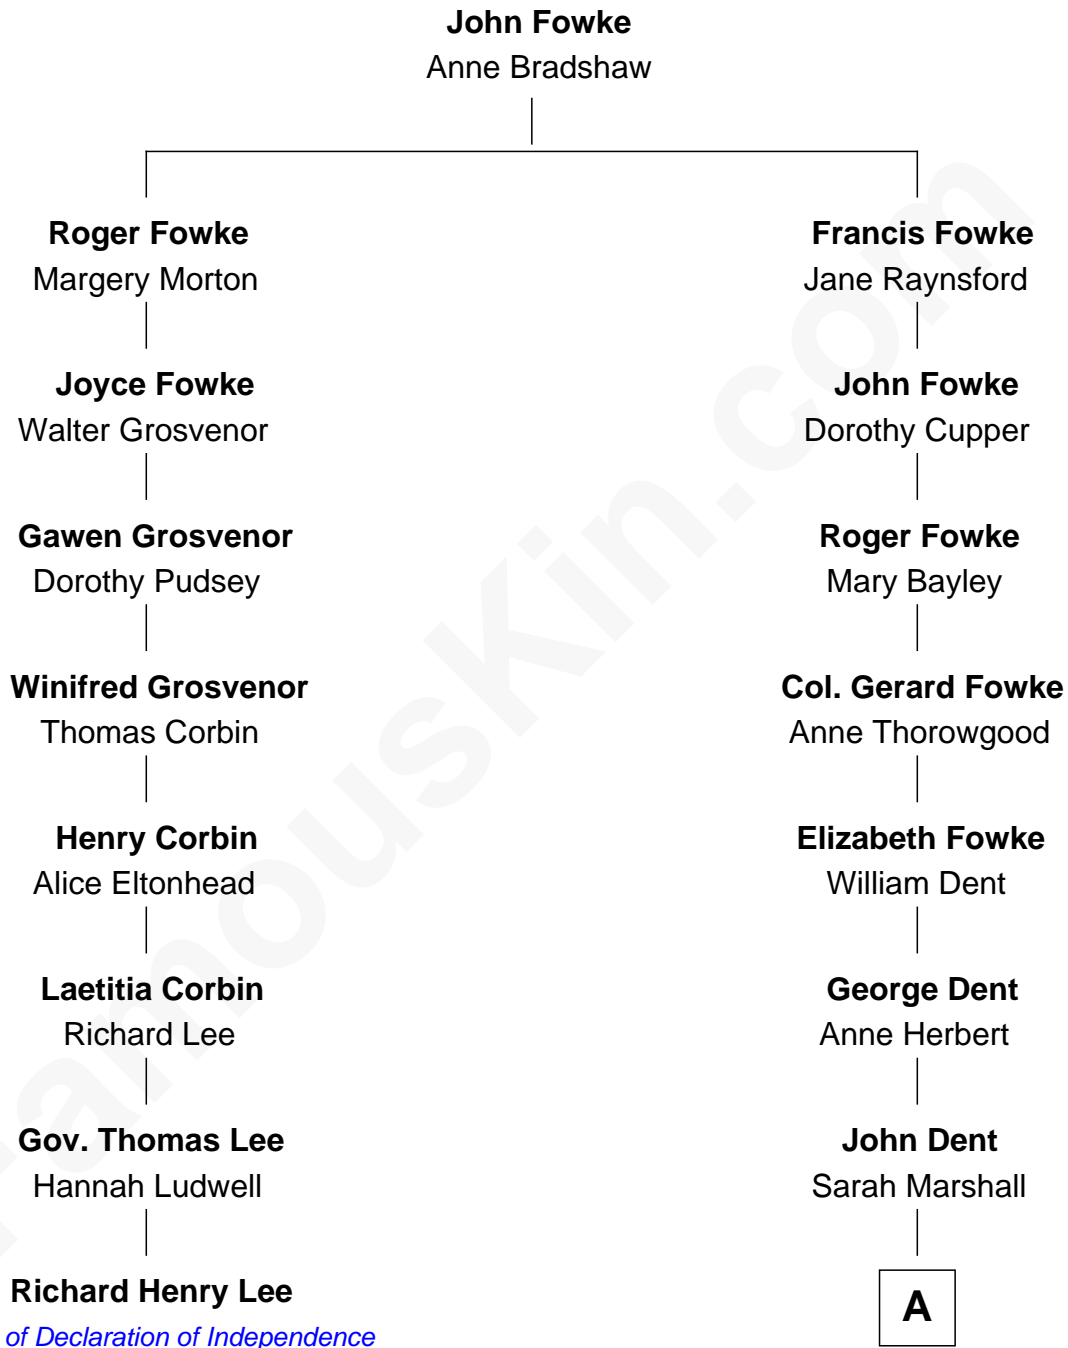 John Fowke
Anne Bradshaw
Roger Fowke
Margery Morton
Francis Fowke
Jane Raynsford
Joyce Fowke
Walter Grosvenor
John Fowke
Dorothy Cupper
Gawen Grosvenor
Dorothy Pudsey
Roger Fowke
Mary Bayley
Winifred Grosvenor
Thomas Corbin
Col. Gerard Fowke
Anne Thorowgood
Henry Corbin
Alice Eltonhead
Elizabeth Fowke
William Dent
Laetitia Corbin
Richard Lee
George Dent
Anne Herbert
Gov. Thomas Lee
Hannah Ludwell
John Dent
Sarah Marshall
Richard Henry Lee
of Declaration of Independence
A
FamousKin.com